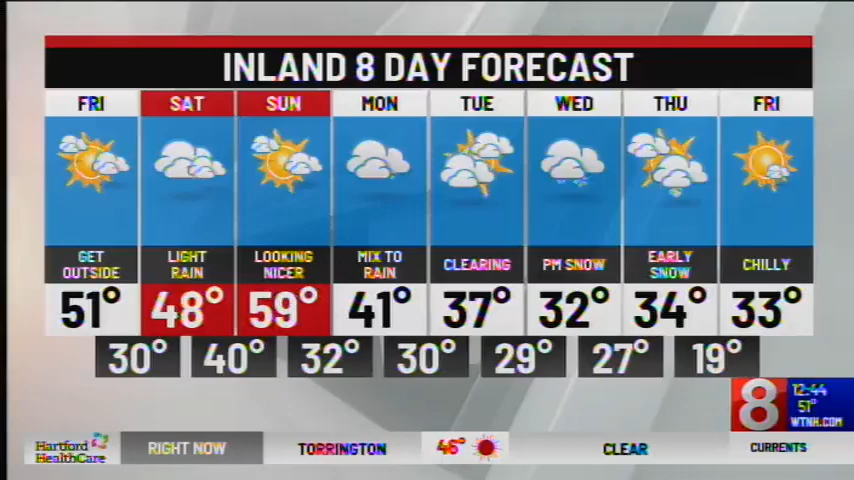 INLAND 8 DAY FORECAST
FRI SAT SUN MON TUE WED THU FRI
GET OUTSIDE
LIGHT RAIN
LOOKING NICER
MIX TO RAIN
CLEARING
PM SNOW
EARLY SNOW
CHILLY
51° 48° 59° 41° 37° 32° 34° 33°
30° 40° 32° 30° 29° 27° 19°
8
12:44
51°
WTNH.COM
Hartford
HealthCare
RIGHT NOW TORRINGTON 46° CLEAR CURRENTS